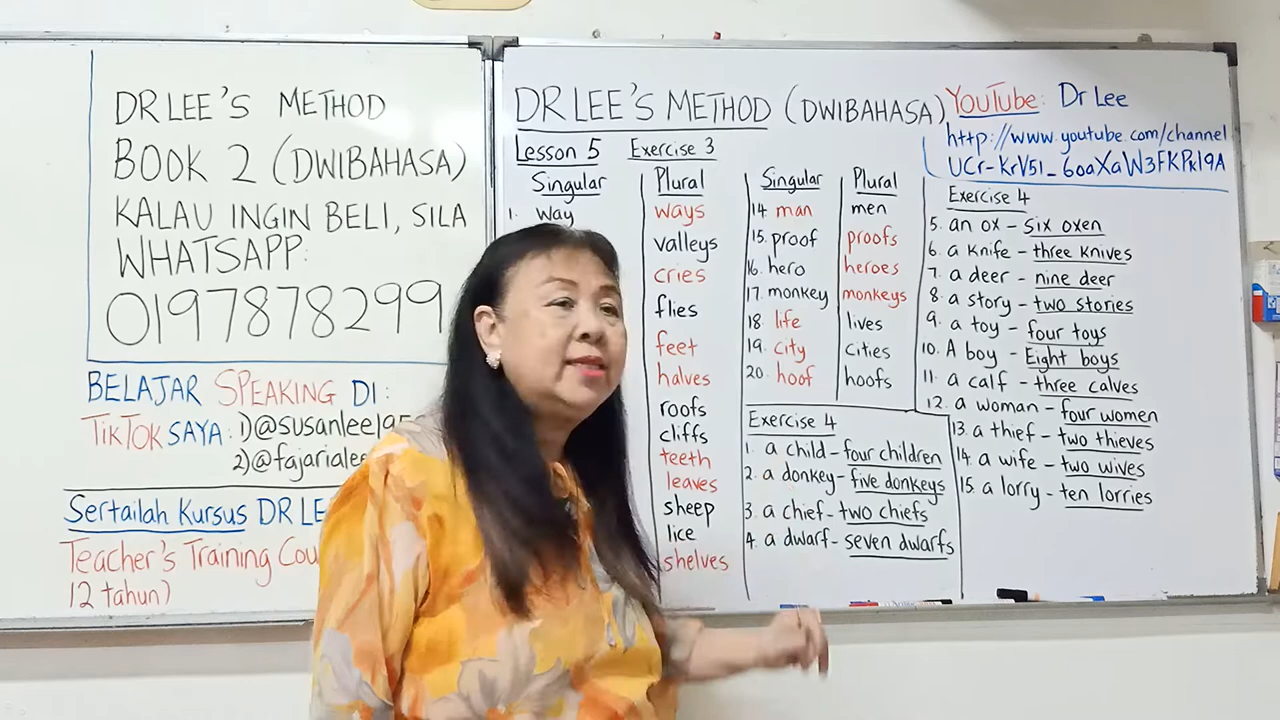 DR LEE'S METHOD
BOOK 2 (DWIBAHASA)
KALAU INGIN BELI, SILA
WHATSAPP:
0197878299
BELAJAR SPEAKING DI:
TIKTOK SAYA: 1)@susanlee195
2)@fajarialee
Sertailah Kursus DR LE
Teacher's Training Cou
12 tahun)
DR LEE'S METHOD (DWIBAHASA)
YouTube: Dr Lee
http://www.youtube.com/channel
UCr-KrV51_6oaXaW3FKPkl9A
Lesson 5 Exercise 3
Singular Plural
1. Way ways
valleys
cries
flies
feet
halves
roofs
cliffs
teeth
leaves
sheep
lice
shelves
Singular Plural
14. man men
15. proof proofs
16. hero heroes
17. monkey monkeys
18. life lives
19. city cities
20. hoof hoofs
Exercise 4
1. a child - four children
2. a donkey - five donkeys
3. a chief - two chiefs
4. a dwarf - seven dwarfs
Exercise 4
5. an ox - six oxen
6. a knife - three knives
7. a deer - nine deer
8. a story - two stories
9. a toy - four toys
10. A boy - Eight boys
11. a calf - three calves
12. a woman - four women
13. a thief - two thieves
14. a wife - two wives
15. a lorry - ten lorries